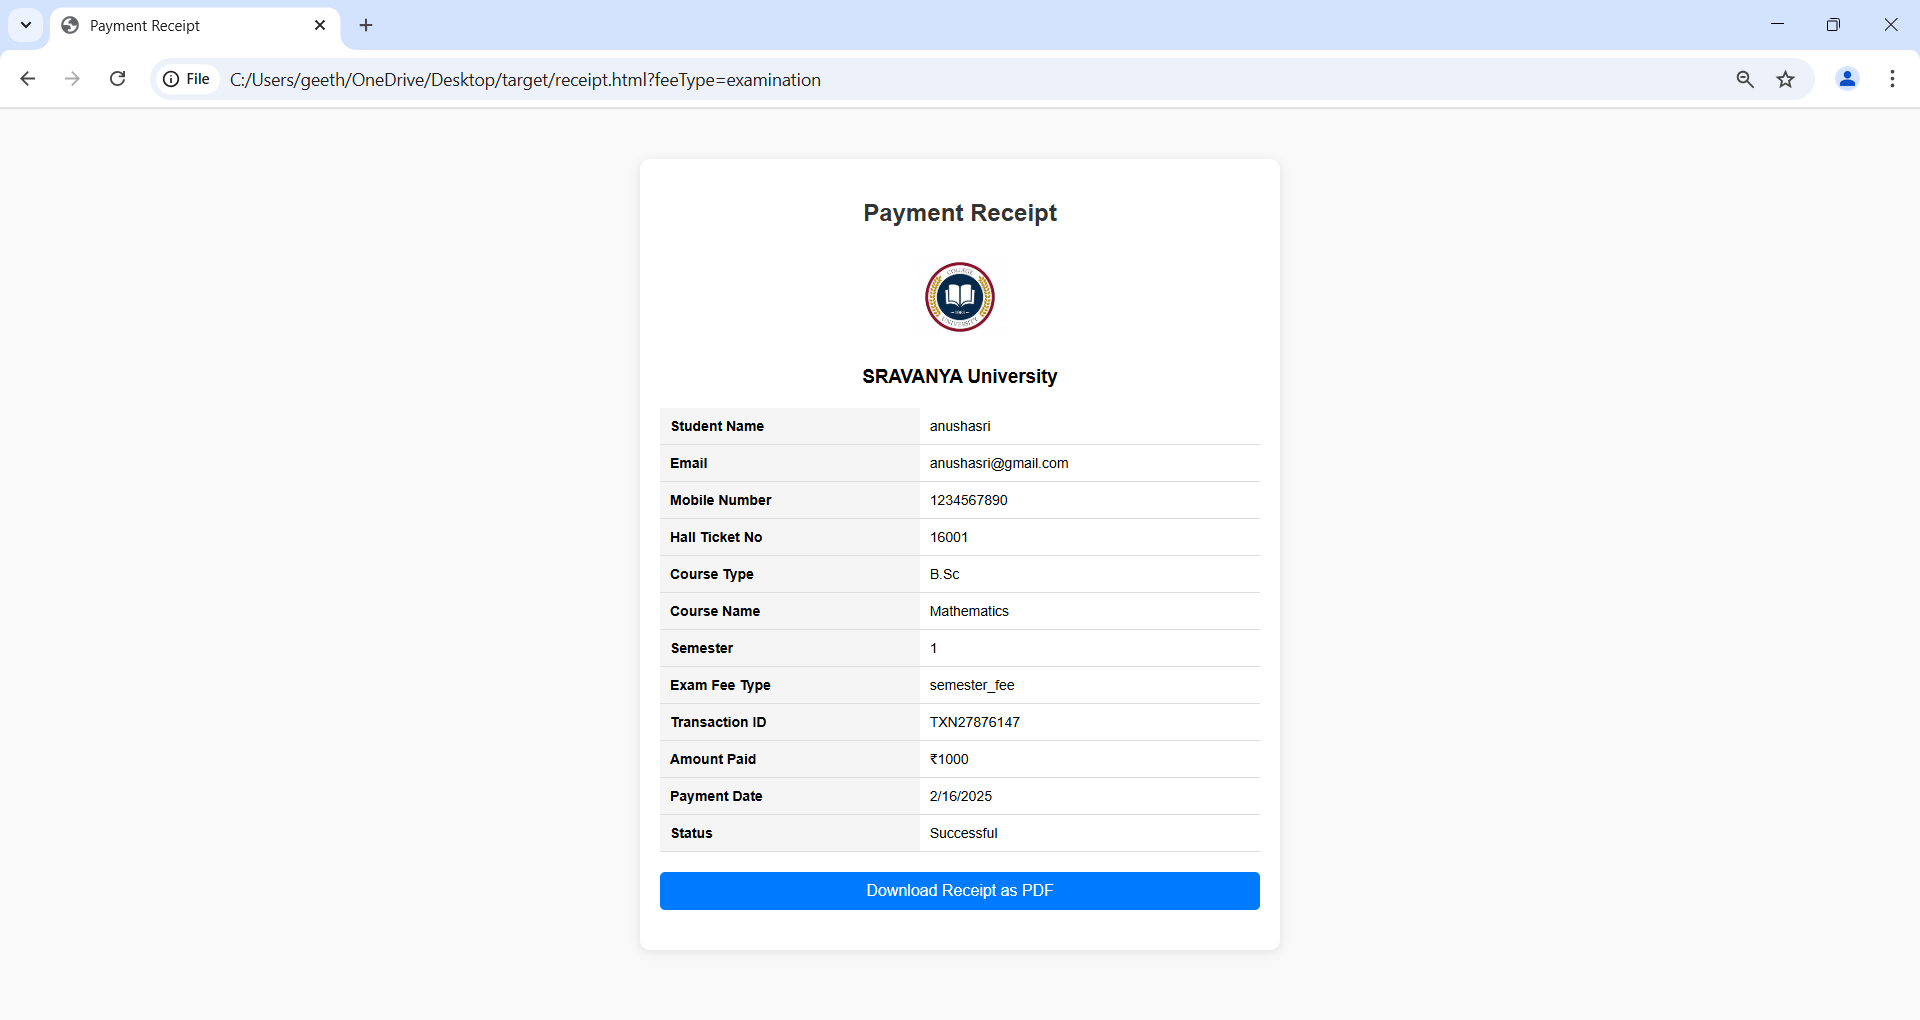 Payment Receipt
File
C:/Users/geeth/OneDrive/Desktop/target/receipt.html?feeType=examination
Payment Receipt
COLLEGE
UNIVERSITY
SRAVANYA University
Student Name anushasri
Email anushasri@gmail.com
Mobile Number 1234567890
Hall Ticket No 16001
Course Type B.Sc
Course Name Mathematics
Semester 1
Exam Fee Type semester_fee
Transaction ID TXN27876147
Amount Paid ₹1000
Payment Date 2/16/2025
Status Successful
Download Receipt as PDF